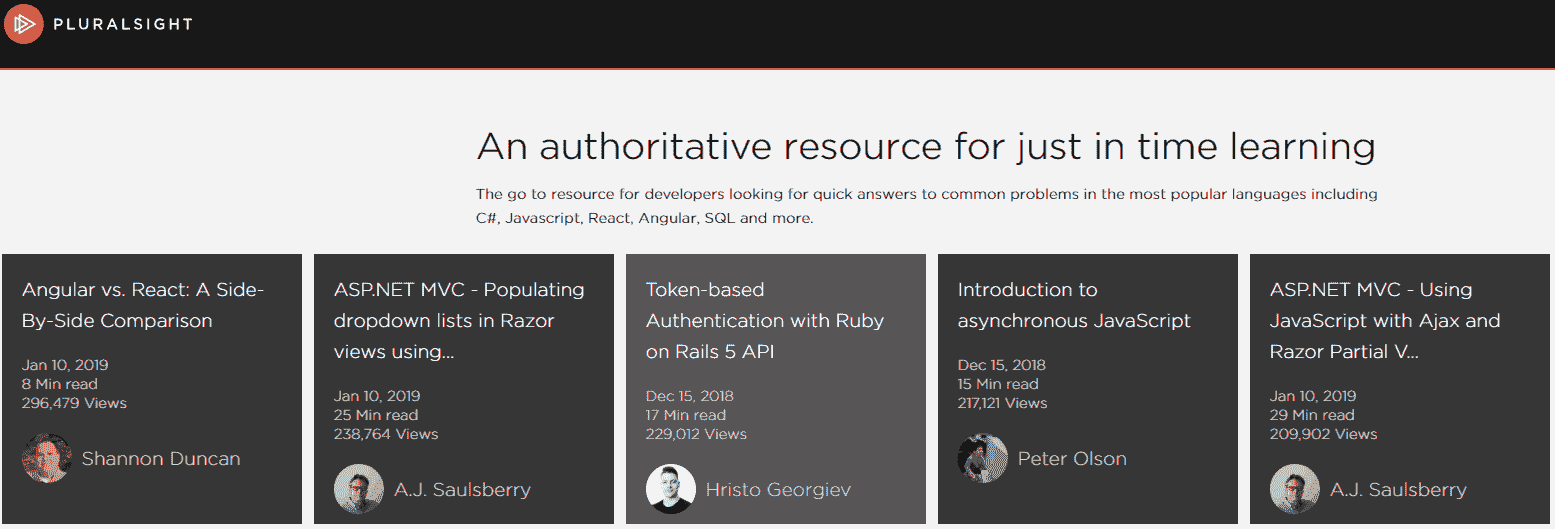 PLURALSIGHT
An authoritative resource for just in time learning
The go to resource for developers looking for quick answers to common problems in the most popular languages including
C#, Javascript, React, Angular, SQL and more.
Angular vs. React: A Side-
By-Side Comparison
Jan 10, 2019
8 Min read
296,479 Views
Shannon Duncan
ASP.NET MVC - Populating
dropdown lists in Razor
views using...
Jan 10, 2019
25 Min read
238,764 Views
A.J. Saulsberry
Token-based
Authentication with Ruby
on Rails 5 API
Dec 15, 2018
17 Min read
229,012 Views
Hristo Georgiev
Introduction to
asynchronous JavaScript
Dec 15, 2018
15 Min read
217,121 Views
Peter Olson
ASP.NET MVC - Using
JavaScript with Ajax and
Razor Partial V...
Jan 10, 2019
29 Min read
209,902 Views
A.J. Saulsberry